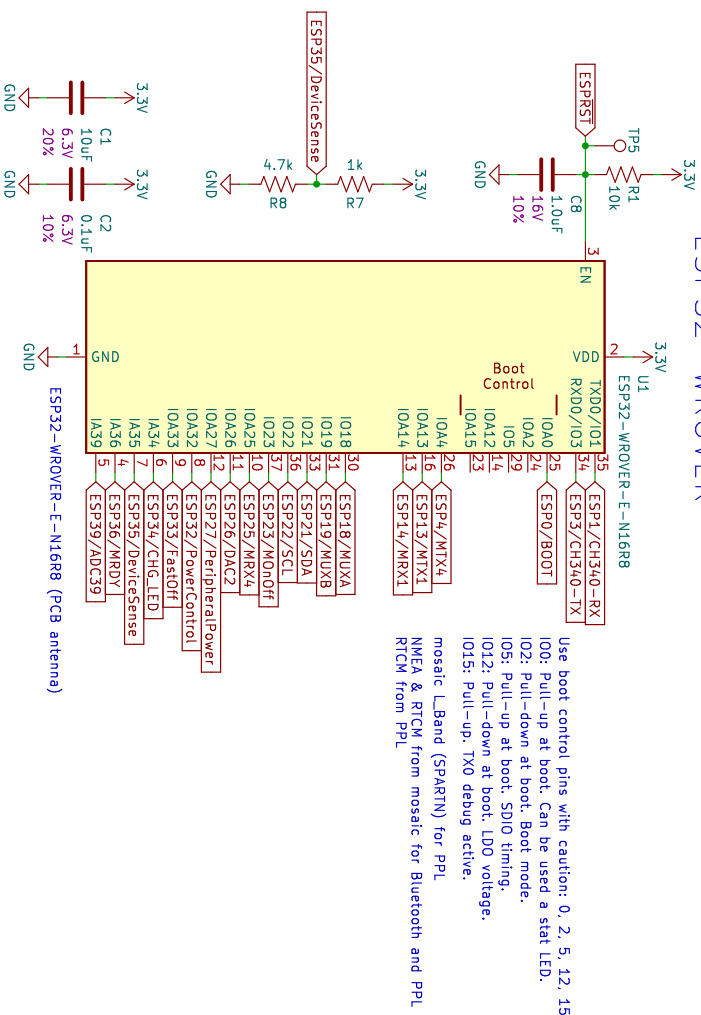 ESP32-WROVER
3.3V
R1
10k
TP5
ESPRST
C8
1.0uF
16V
10%
GND
3.3V
U1
ESP32-WROVER-E-N16R8
2
VDD
3
EN
TXD0/IO1 35 ESP1/CH340-RX
RXD0/IO3 34 ESP3/CH340-TX
IOA0 25 ESP0/BOOT
IOA2 24
IO5 29
IOA12 14
IOA15 23
Boot
Control
IOA4 26 ESP4/MTX4
IOA13 16 ESP13/MTX1
IOA14 13 ESP14/MRX1
IO18 30 ESP18/MUXA
IO19 31 ESP19/MUXB
IO21 33 ESP21/SDA
IO22 36 ESP22/SCL
IO23 37 ESP23/MOnOff
IOA25 10 ESP25/MRX4
IOA26 11 ESP26/DAC2
IOA27 12 ESP27/PeripheralPower
IOA32 8 ESP32/PowerControl
IOA33 9 ESP33/FastOff
IA34 6 ESP34/CHG_LED
IA35 7 ESP35/DeviceSense
IA36 4 ESP36/MRDY
IA39 5 ESP39/ADC39
GND
1
GND
ESP32-WROVER-E-N16R8 (PCB antenna)
Use boot control pins with caution: 0, 2, 5, 12, 15
IO0: Pull-up at boot. Can be used a stat LED.
IO2: Pull-down at boot. Boot mode.
IO5: Pull-up at boot. SDIO timing.
IO12: Pull-down at boot. LDO voltage.
IO15: Pull-up. TX0 debug active.
mosaic L_Band (SPARTN) for PPL
NMEA & RTCM from mosaic for Bluetooth and PPL
RTCM from PPL
3.3V
1k
R7
ESP35/DeviceSense
4.7k
R8
GND
3.3V
C1
10uF
6.3V
20%
GND
3.3V
C2
0.1uF
6.3V
10%
GND